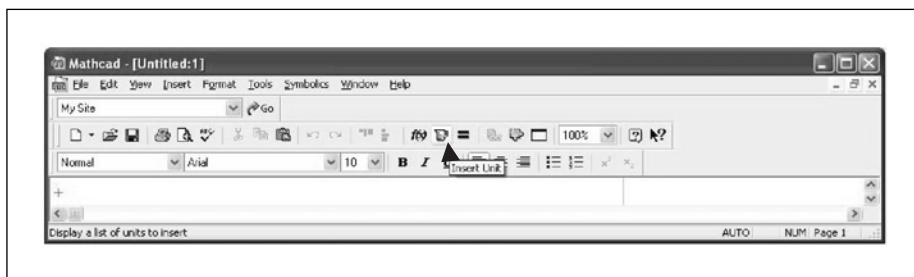 Mathcad - [Untitled:1]
File Edit View Insert Format Tools Symbolics Window Help
My Site Go
f(x) 100%
Normal Arial 10 B I
Insert Unit
Display a list of units to insert AUTO NUM Page 1